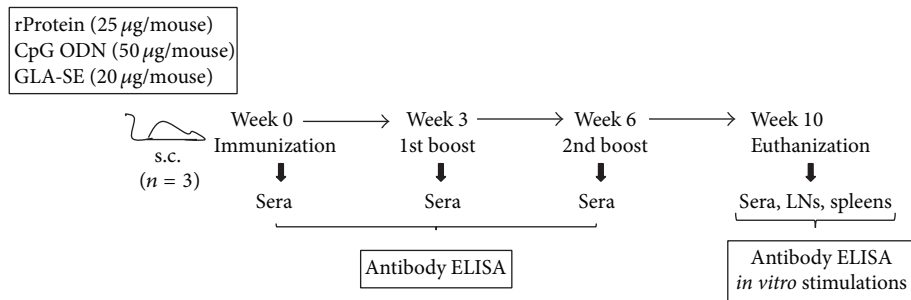 rProtein (25 μg/mouse)
CpG ODN (50 μg/mouse)
GLA-SE (20 μg/mouse)
s.c.
(n = 3)
Week 0
Immunization
Week 3
1st boost
Week 6
2nd boost
Week 10
Euthanization
Sera
Sera
Sera
Sera, LNs, spleens
Antibody ELISA
Antibody ELISA
in vitro stimulations